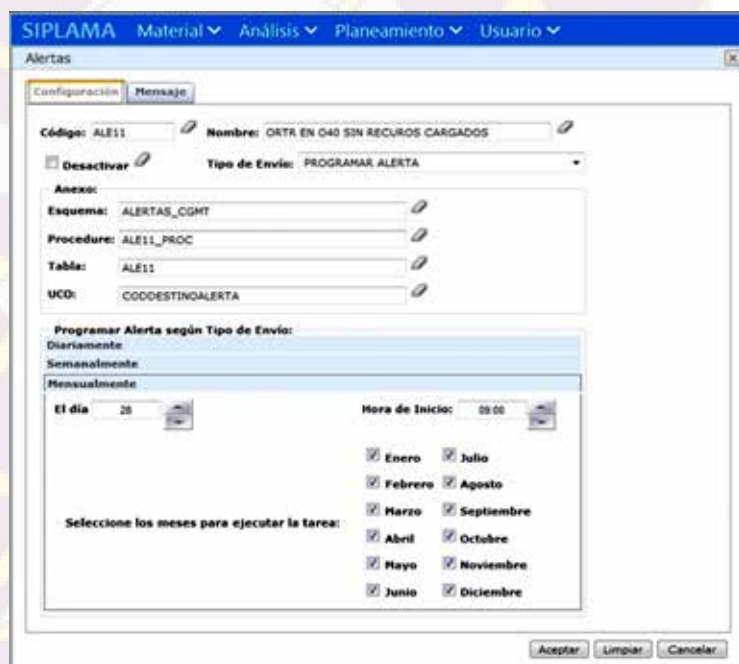 SIPLAMA Material Análisis Planeamiento Usuario
Alertas
Configuración Mensaje
Código: ALE11 Nombre: ORTR EN O40 SIN RECUROS CARGADOS
Desactivar Tipo de Envío: PROGRAMAR ALERTA
Anexo:
Esquema: ALERTAS_CGMT
Procedure: ALE11_PROC
Tabla: ALE11
UCO: CODDESTINOALERTA
Programar Alerta según Tipo de Envío:
Diariamente
Semanalmente
Mensualmente
El día 28 Hora de Inicio: 09:00
Enero Julio
Febrero Agosto
Marzo Septiembre
Seleccione los meses para ejecutar la tarea:
Abril Octubre
Mayo Noviembre
Junio Diciembre
Aceptar Limpiar Cancelar